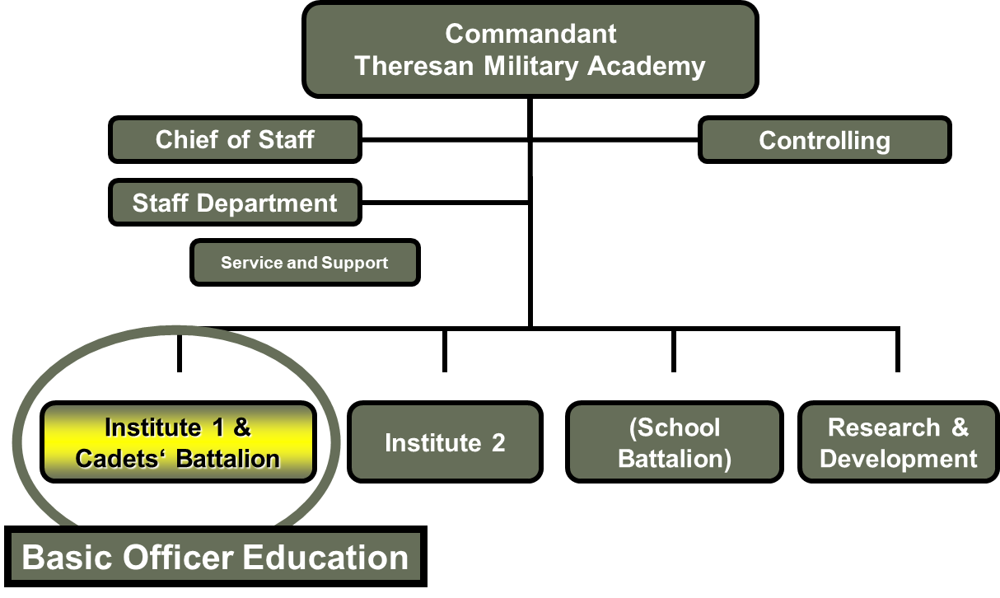 Commandant
Theresan Military Academy
Chief of Staff
Controlling
Staff Department
Service and Support
Institute 1 &
Cadets‘ Battalion
Institute 2
(School
Battalion)
Research &
Development
Basic Officer Education